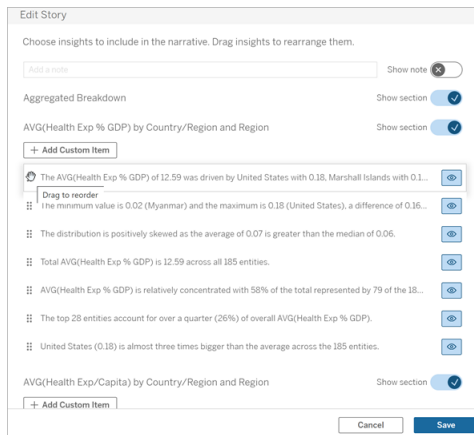 Edit Story
Choose insights to include in the narrative. Drag insights to rearrange them.
Add a note
Show note
Aggregated Breakdown
Show section
AVG(Health Exp % GDP) by Country/Region and Region
Show section
+ Add Custom Item
The AVG(Health Exp % GDP) of 12.59 was driven by United States with 0.18, Marshall Islands with 0.1...
Drag to reorder
The minimum value is 0.02 (Myanmar) and the maximum is 0.18 (United States), a difference of 0.16...
The distribution is positively skewed as the average of 0.07 is greater than the median of 0.06.
Total AVG(Health Exp % GDP) is 12.59 across all 185 entities.
AVG(Health Exp % GDP) is relatively concentrated with 58% of the total represented by 79 of the 18...
The top 28 entities account for over a quarter (26%) of overall AVG(Health Exp % GDP).
United States (0.18) is almost three times bigger than the average across the 185 entities.
AVG(Health Exp/Capita) by Country/Region and Region
Show section
+ Add Custom Item
Cancel
Save